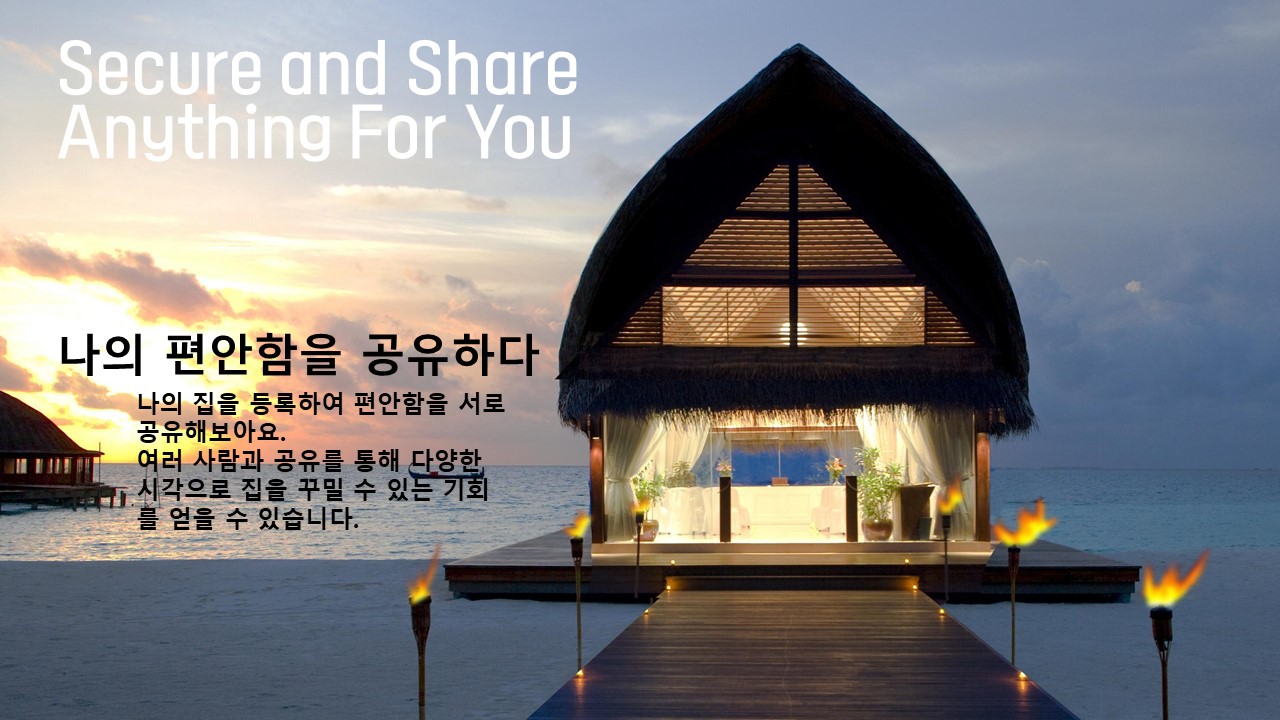 Secure and Share
Anything For You
나의 편안함을 공유하다
나의 집을 등록하여 편안함을 서로
공유해보아요.
여러 사람과 공유를 통해 다양한
시각으로 집을 꾸밀 수 있는 기회
를 얻을 수 있습니다.